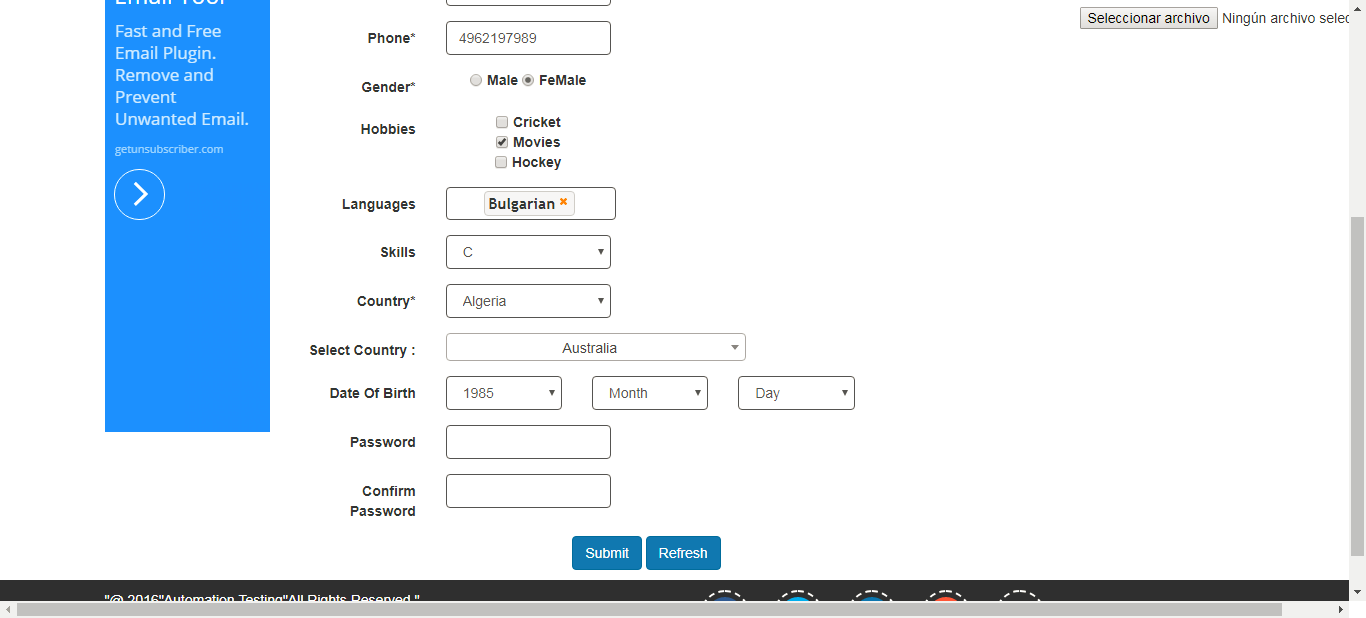 Email Tool
Fast and Free
Email Plugin.
Remove and
Prevent
Unwanted Email.
getunsubscriber.com
Seleccionar archivo Ningún archivo selec
Phone* 4962197989
Gender* Male FeMale
Hobbies Cricket
Movies
Hockey
Languages Bulgarian
Skills C
Country* Algeria
Select Country : Australia
Date Of Birth 1985 Month Day
Password
Confirm
Password
Submit Refresh
"@ 2016"Automation Testing"All Rights Reserved."